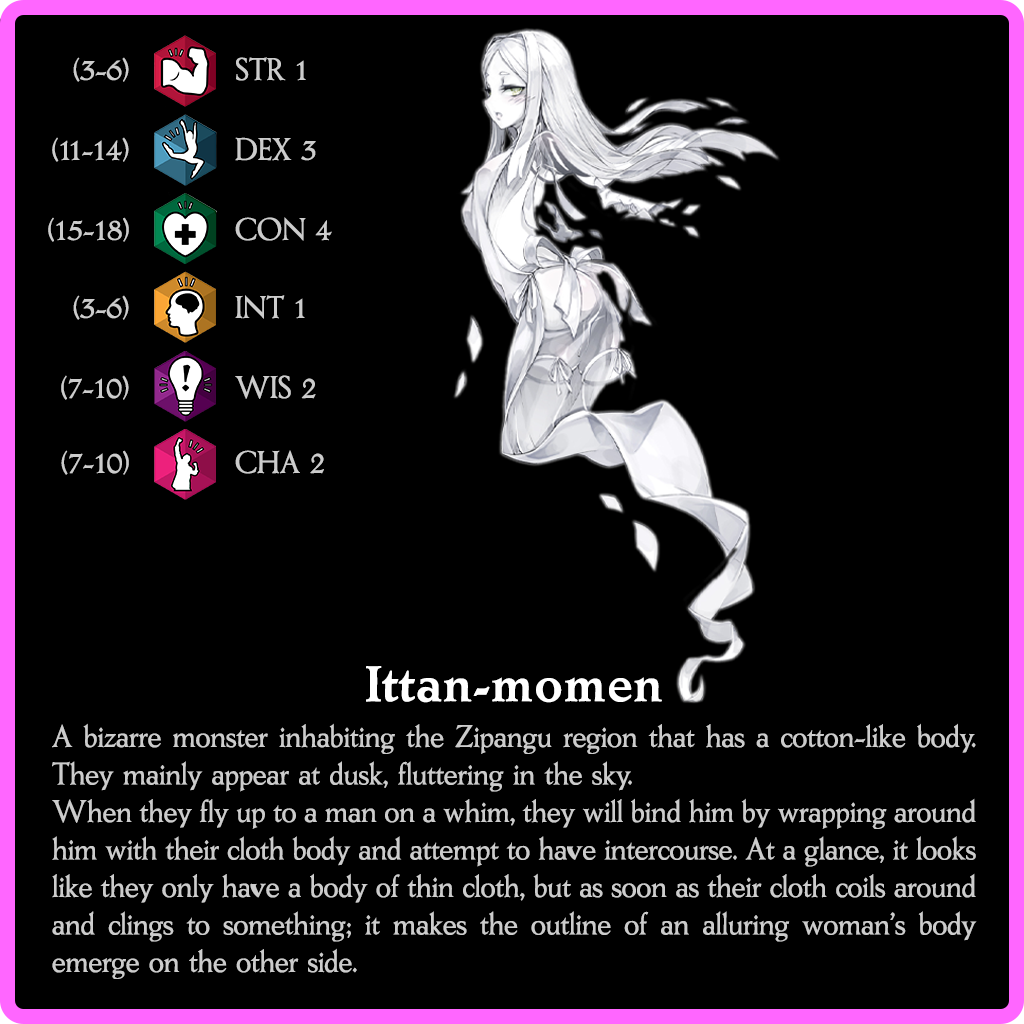 (3-6) STR 1
(11-14) DEX 3
(15-18) CON 4
(3-6) INT 1
(7-10) WIS 2
(7-10) CHA 2
Ittan-momen
A bizarre monster inhabiting the Zipangu region that has a cotton-like body.
They mainly appear at dusk, fluttering in the sky.
When they fly up to a man on a whim, they will bind him by wrapping around
him with their cloth body and attempt to have intercourse. At a glance, it looks
like they only have a body of thin cloth, but as soon as their cloth coils around
and clings to something; it makes the outline of an alluring woman's body
emerge on the other side.